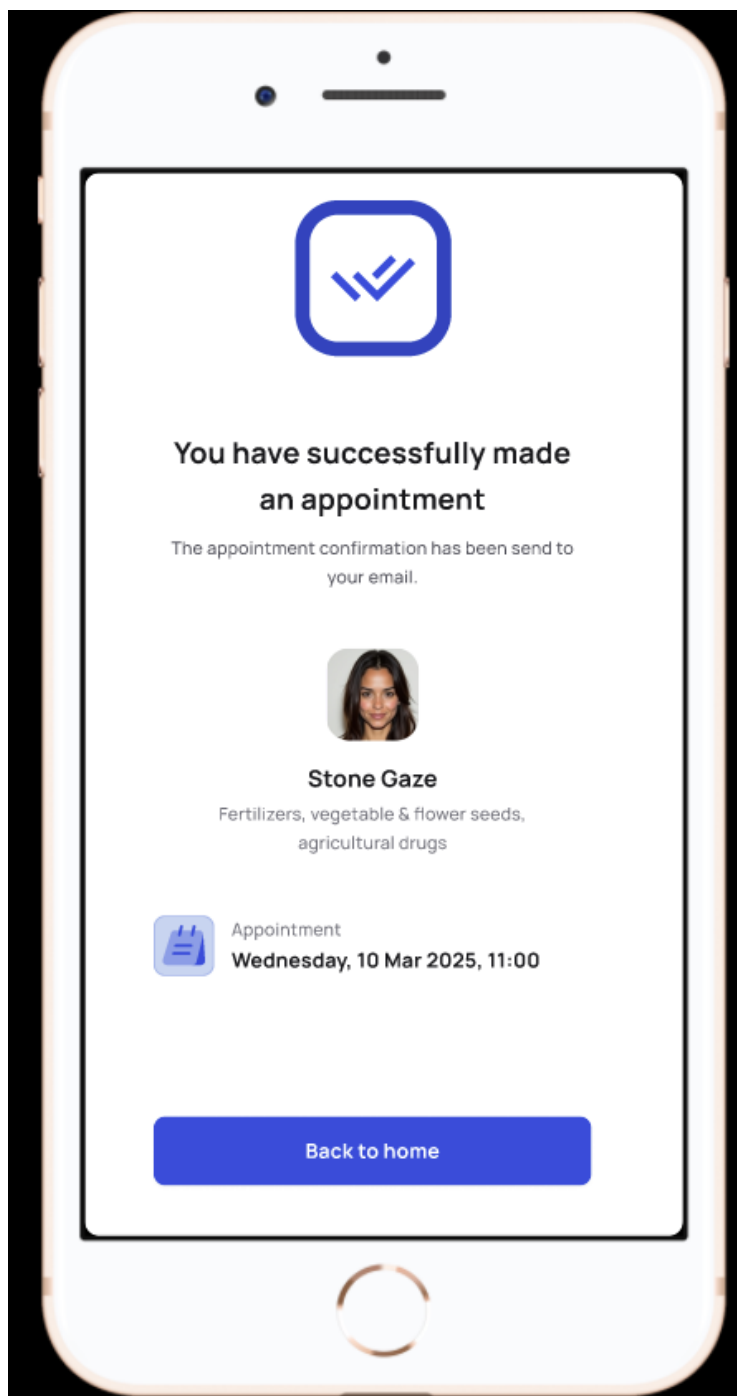 You have successfully made
an appointment
The appointment confirmation has been send to
your email.
Stone Gaze
Fertilizers, vegetable & flower seeds,
agricultural drugs
Appointment
Wednesday, 10 Mar 2025, 11:00
Back to home